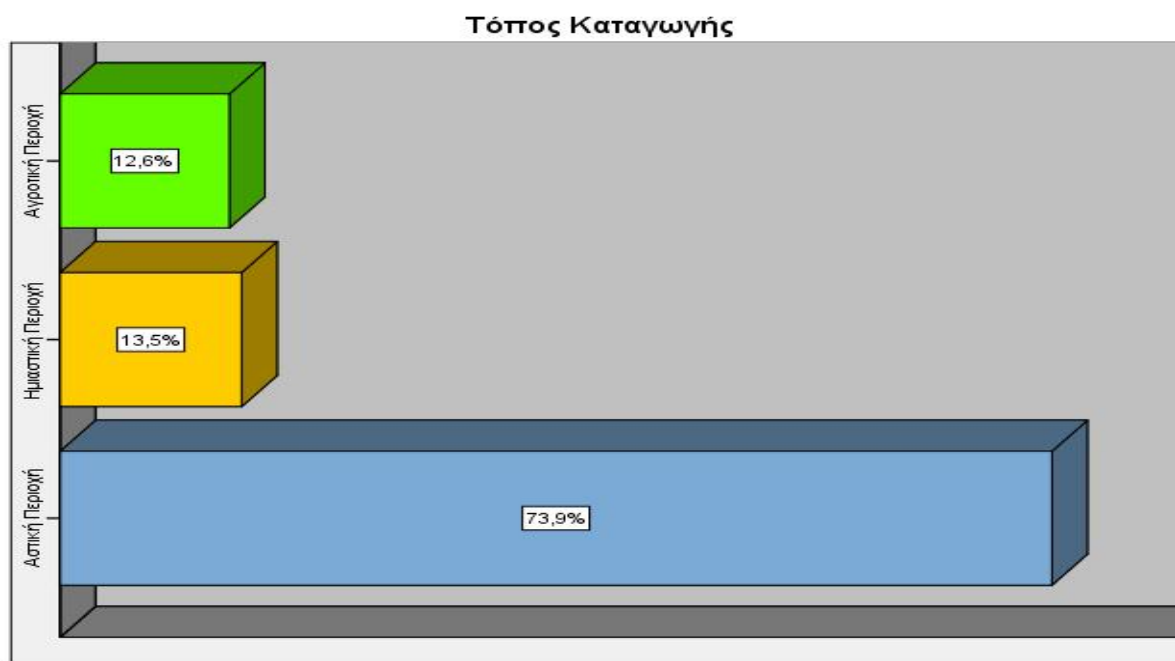 Τόπος Καταγωγής
Αγροτική Περιοχή
12,6%
Ημιαστική Περιοχή
13,5%
Αστική Περιοχή
73,9%